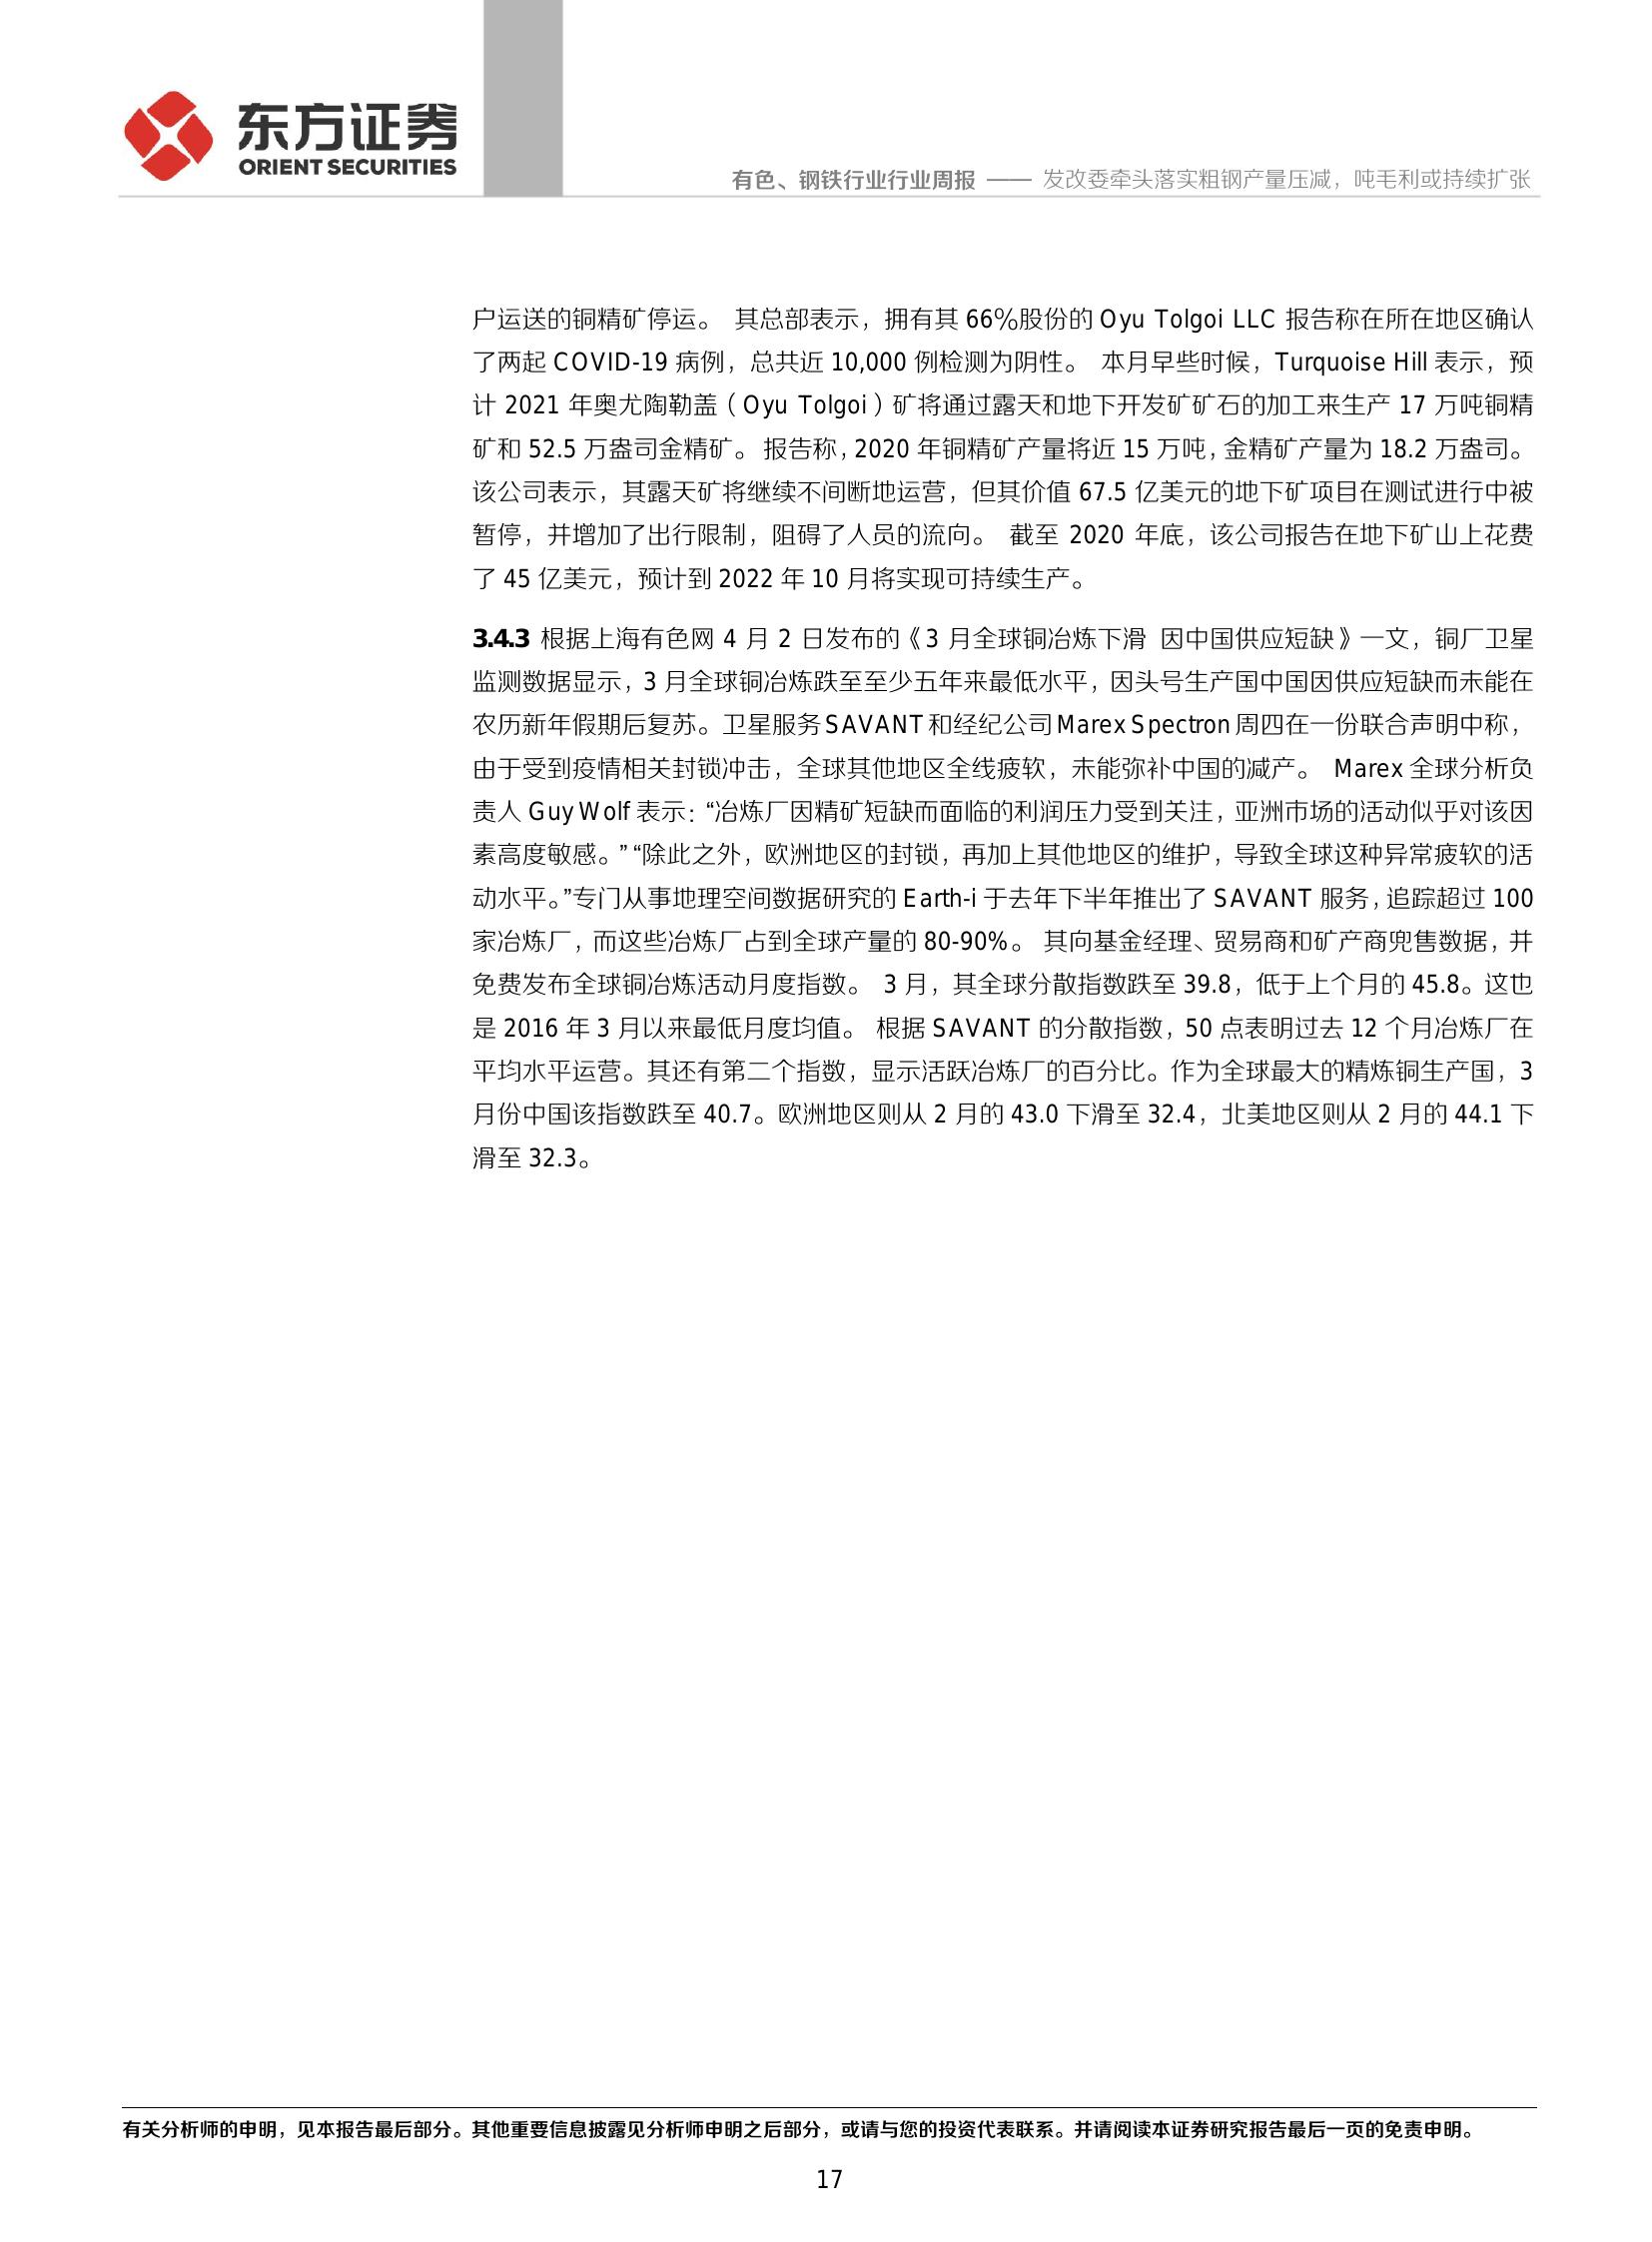 东方证券
ORIENT SECURITIES
有色、钢铁行业行业周报 —— 发改委牵头落实粗钢产量压减，吨毛利或持续扩张
户运送的铜精矿停运。 其总部表示，拥有其 66%股份的 Oyu Tolgoi LLC 报告称在所在地区确认
了两起 COVID-19 病例，总共近 10,000 例检测为阴性。 本月早些时候，Turquoise Hill 表示，预
计 2021 年奥尤陶勒盖（Oyu Tolgoi）矿将通过露天和地下开发矿矿石的加工来生产 17 万吨铜精
矿和 52.5 万盎司金精矿。 报告称，2020 年铜精矿产量将近 15 万吨，金精矿产量为 18.2 万盎司。
该公司表示，其露天矿将继续不间断地运营，但其价值 67.5 亿美元的地下矿项目在测试进行中被
暂停，并增加了出行限制，阻碍了人员的流向。 截至 2020 年底，该公司报告在地下矿山上花费
了 45 亿美元，预计到 2022 年 10 月将实现可持续生产。
3.4.3 根据上海有色网 4 月 2 日发布的《3 月全球铜冶炼下滑 因中国供应短缺》一文，铜厂卫星
监测数据显示，3 月全球铜冶炼跌至至少五年来最低水平，因头号生产国中国因供应短缺而未能在
农历新年假期后复苏。卫星服务 SAVANT 和经纪公司 Marex Spectron 周四在一份联合声明中称，
由于受到疫情相关封锁冲击，全球其他地区全线疲软，未能弥补中国的减产。 Marex 全球分析负
责人 Guy Wolf 表示：“冶炼厂因精矿短缺而面临的利润压力受到关注，亚洲市场的活动似乎对该因
素高度敏感。” “除此之外，欧洲地区的封锁，再加上其他地区的维护，导致全球这种异常疲软的活
动水平。”专门从事地理空间数据研究的 Earth-i 于去年下半年推出了 SAVANT 服务，追踪超过 100
家冶炼厂，而这些冶炼厂占到全球产量的 80-90%。 其向基金经理、贸易商和矿产商兜售数据，并
免费发布全球铜冶炼活动月度指数。 3 月，其全球分散指数跌至 39.8，低于上个月的 45.8。这也
是 2016 年 3 月以来最低月度均值。 根据 SAVANT 的分散指数，50 点表明过去 12 个月冶炼厂在
平均水平运营。其还有第二个指数，显示活跃冶炼厂的百分比。作为全球最大的精炼铜生产国，3
月份中国该指数跌至 40.7。欧洲地区则从 2 月的 43.0 下滑至 32.4，北美地区则从 2 月的 44.1 下
滑至 32.3。
有关分析师的申明，见本报告最后部分。其他重要信息披露见分析师申明之后部分，或请与您的投资代表联系。并请阅读本证券研究报告最后一页的免责申明。
17